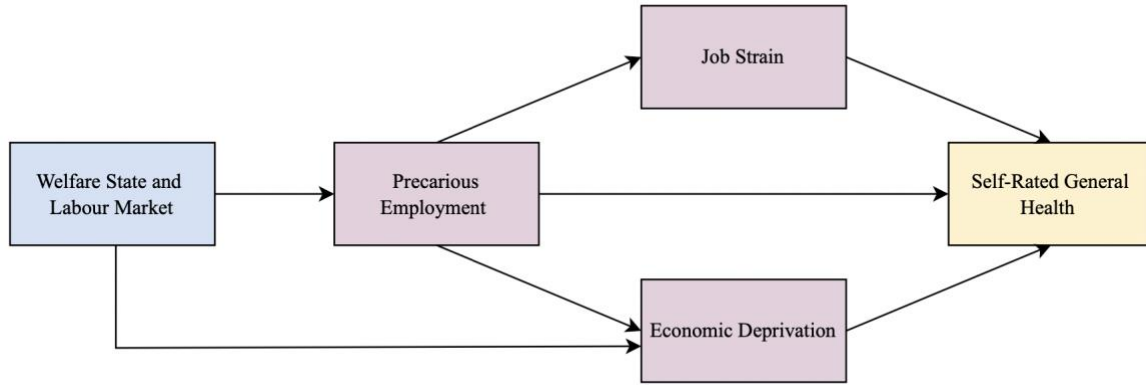 Job Strain
Welfare State and
Labour Market
Precarious
Employment
Self-Rated General
Health
Economic Deprivation